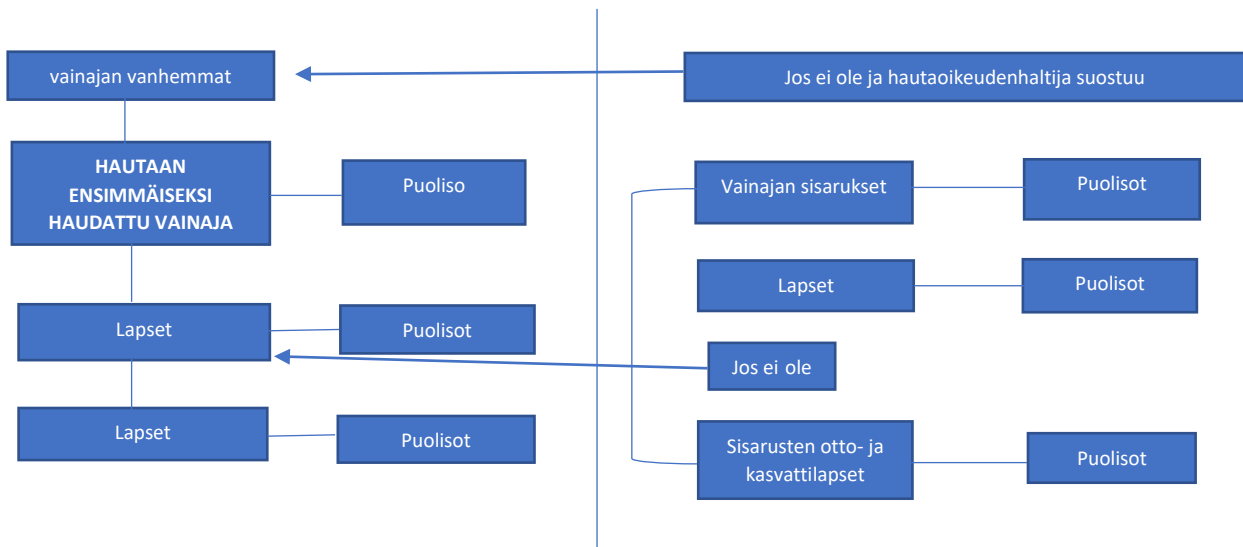 vainajan vanhemmat
HAUTAAN
ENSIMMÄISEKSI
HAUDATTU VAINAJA
Puoliso
Lapset
Puolisot
Lapset
Puolisot
Jos ei ole ja hautaoikeudenhaltija suostuu
Vainajan sisarukset
Puolisot
Lapset
Puolisot
Jos ei ole
Sisarusten otto- ja
kasvattilapset
Puolisot